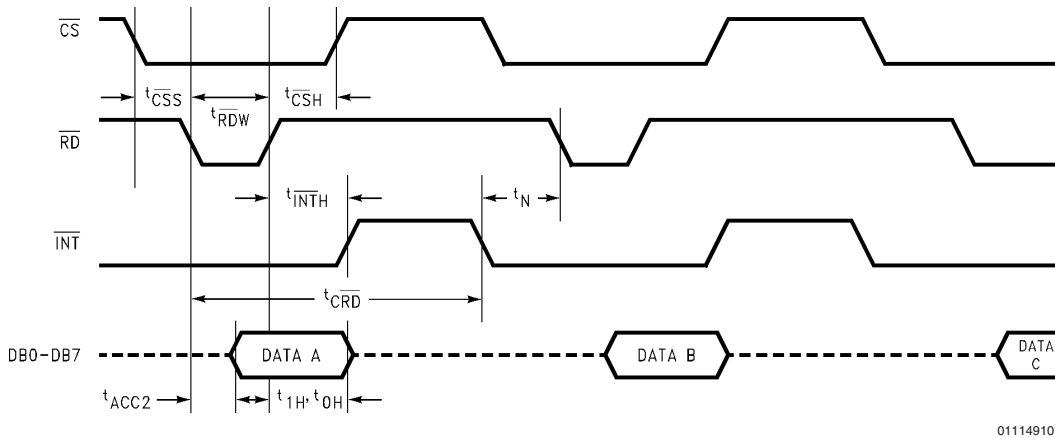 CS
tCSS
tRDW
tCSH
RD
tINTH
tN
INT
tCRD
DB0-DB7
DATA A
DATA B
DATA
C
tACC2
t1H, t0H
01114910